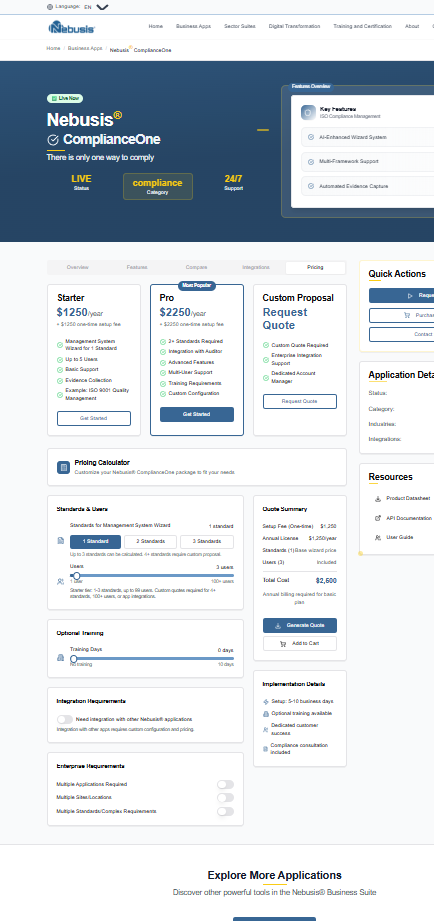 Language: EN
Nebusis
Home Business Apps Sector Suites Digital Transformation Training and Certification About
Home / Business Apps / Nebusis® ComplianceOne
Live Now
Nebusis®
ComplianceOne
There is only one way to comply
LIVE
Status
compliance
Category
24/7
Support
Features Overview
Key Features
ISO Compliance Management
AI-Enhanced Wizard System
Multi-Framework Support
Automated Evidence Capture
Overview Features Compare Integrations Pricing
Starter
$1250/year
+ $1250 one-time setup fee
Management System
Wizard for 1 Standard
Up to 5 Users
Basic Support
Evidence Collection
Example: ISO 9001 Quality
Management
Get Started
Most Popular
Pro
$2250/year
+ $2250 one-time setup fee
2+ Standards Required
Integration with Auditor
Advanced Features
Multi-User Support
Training Requirements
Custom Configuration
Get Started
Custom Proposal
Request
Quote
Custom Quote Required
Enterprise Integration
Support
Dedicated Account
Manager
Request Quote
Quick Actions
Reque
Purcha
Contact
Application Deta
Status:
Category:
Industries:
Integrations:
Resources
Product Datasheet
API Documentation
User Guide
Pricing Calculator
Customize your Nebusis® ComplianceOne package to fit your needs
Standards & Users
Standards for Management System Wizard 1 standard
1 Standard 2 Standards 3 Standards
Up to 3 standards can be calculated. 4+ standards require custom proposal.
Users 3 users
1 user 100+ users
Starter tier: 1-3 standards, up to 99 users. Custom quotes required for 4+
standards, 100+ users, or app integrations.
Optional Training
Training Days 0 days
No training 10 days
Integration Requirements
Need integration with other Nebusis® applications
Integration with other apps requires custom configuration and pricing.
Enterprise Requirements
Multiple Applications Required
Multiple Sites/Locations
Multiple Standards/Complex Requirements
Quote Summary
Setup Fee (One-time) $1,250
Annual License $1,250/year
Standards (1) Base wizard price
Users (3) Included
Total Cost $2,500
Annual billing required for basic
plan
Generate Quote
Add to Cart
Implementation Details
Setup: 5-10 business days
Optional training available
Dedicated customer
success
Compliance consultation
included
Explore More Applications
Discover other powerful tools in the Nebusis® Business Suite